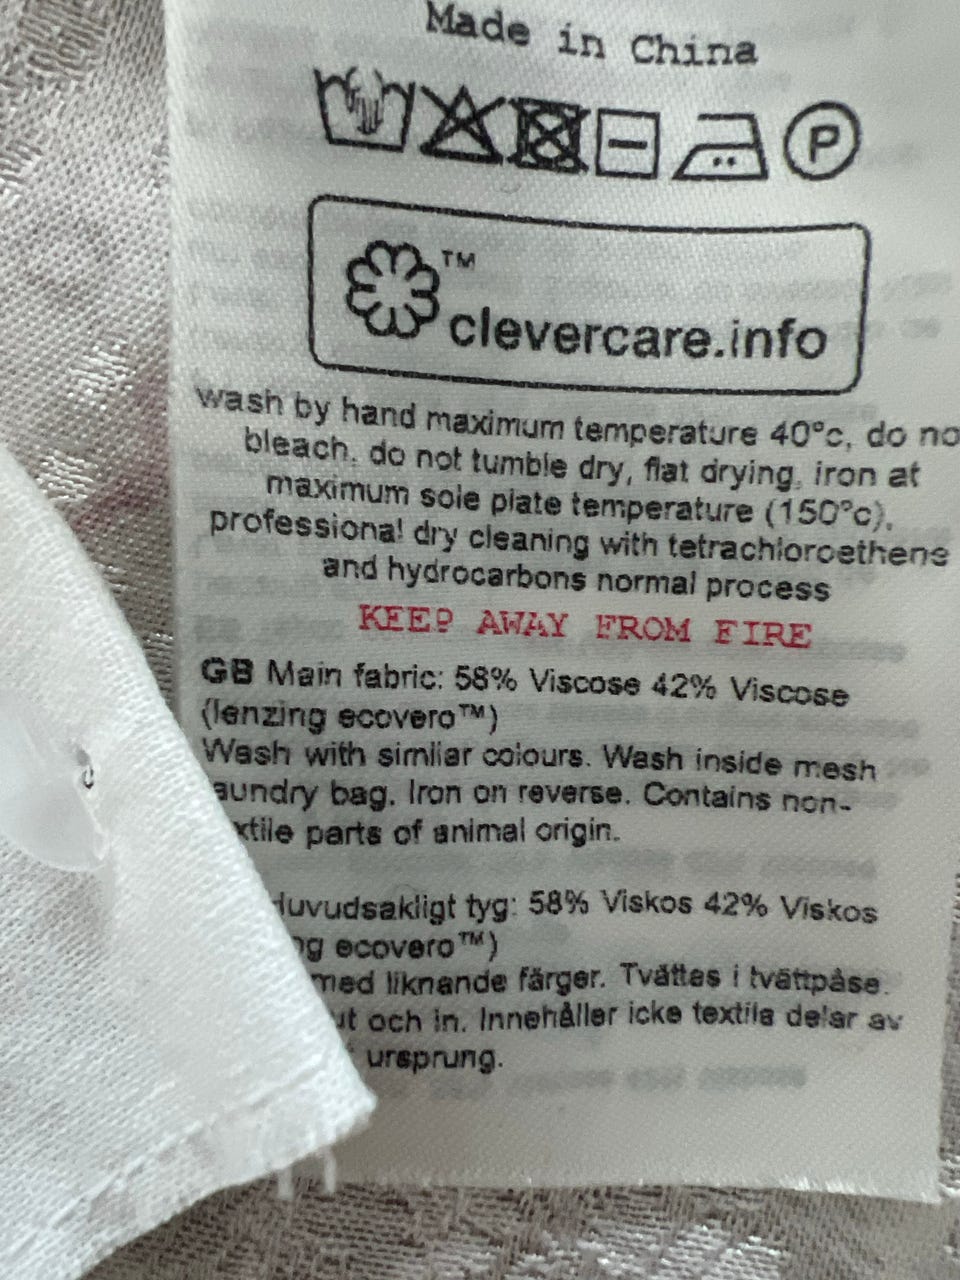 Made in China
P
TM
clevercare.info
wash by hand maximum temperature 40°c, do no
bleach, do not tumble dry, flat drying, iron at
maximum sole plate temperature (150°c),
professional dry cleaning with tetrachloroethene
and hydrocarbons normal process
KEEP AWAY FROM FIRE
GB Main fabric: 58% Viscose 42% Viscose
(lenzing ecovero™)
Wash with similar colours. Wash inside mesh
aundry bag. Iron on reverse. Contains non-
xtile parts of animal origin.
Huvudsakligt tyg: 58% Viskos 42% Viskos
ng ecovero™)
med liknande färger. Tvättas i tvättpåse.
ut och in. Innehåller icke textila delar av
ursprung.